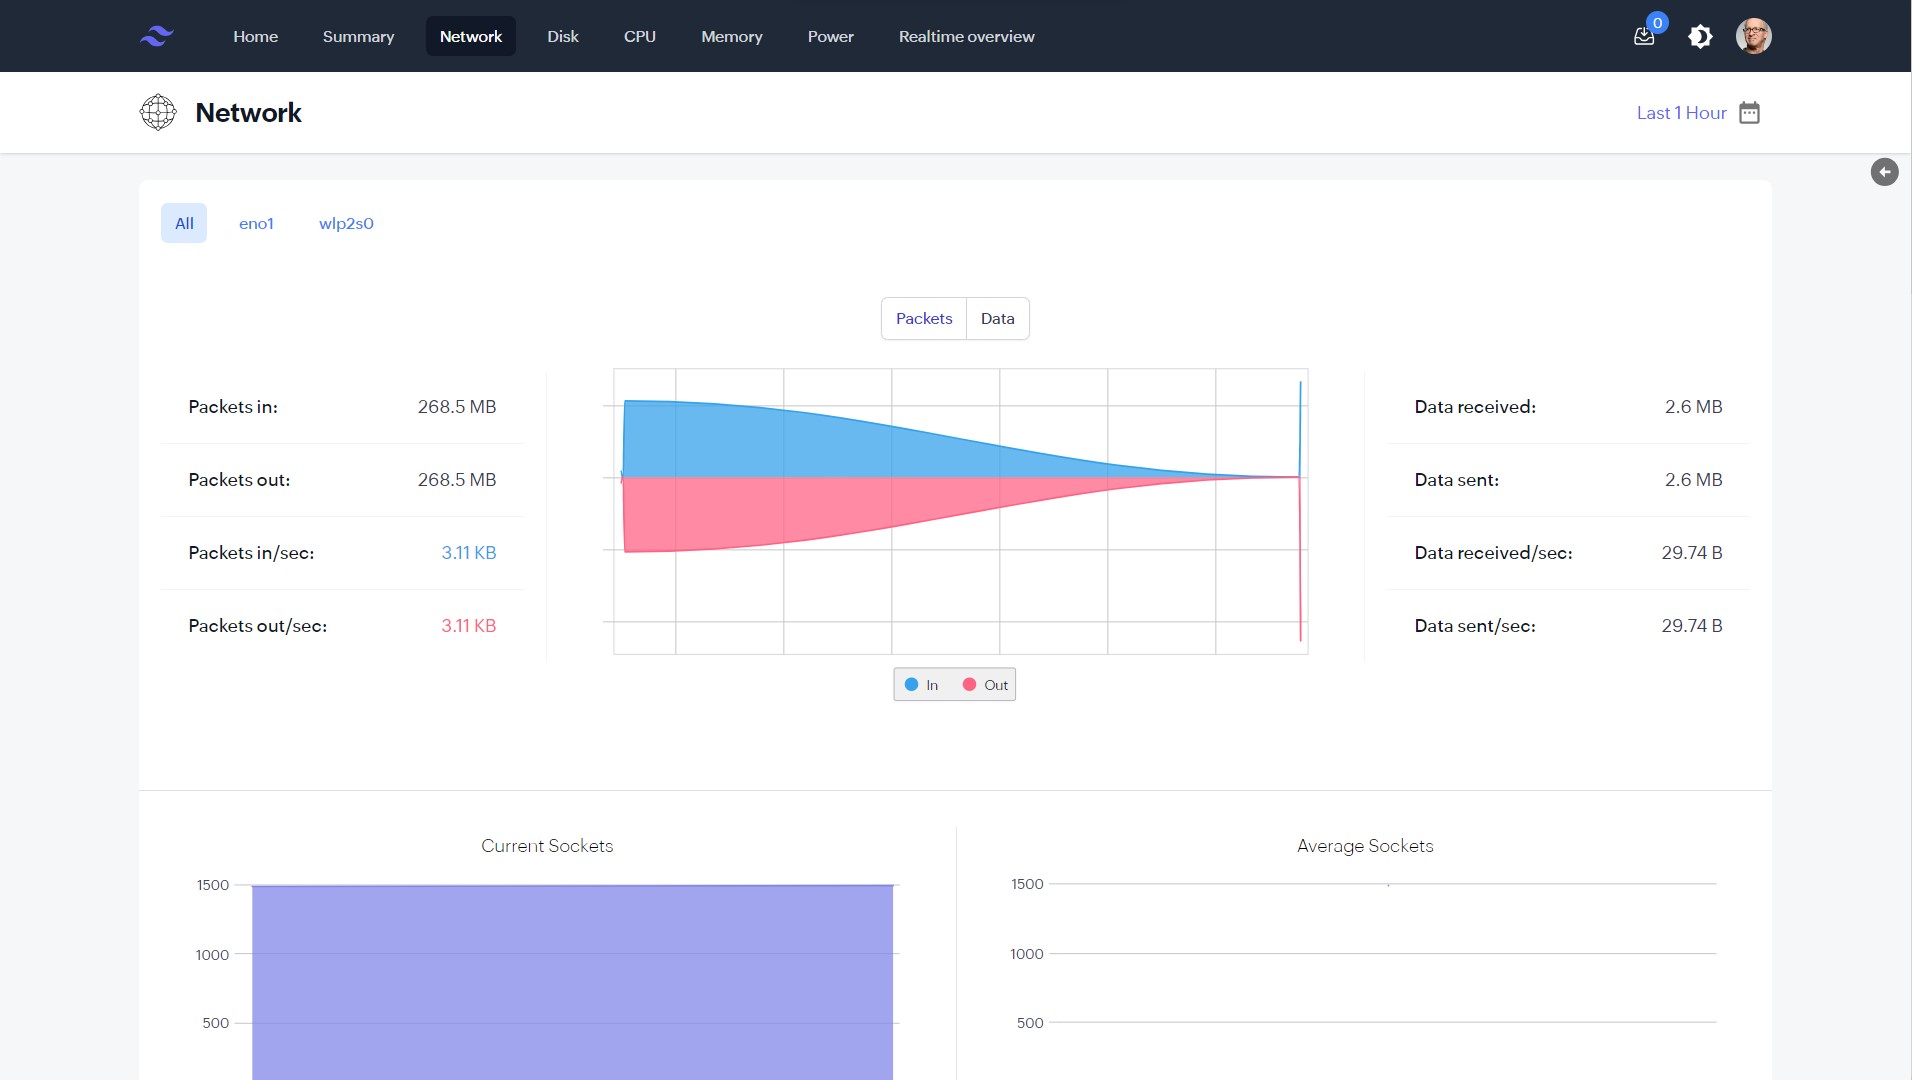 Home Summary Network Disk CPU Memory Power Realtime overview 0
Network
Last 1 Hour
All eno1 wlp2s0
Packets Data
Packets in: 268.5 MB
Packets out: 268.5 MB
Packets in/sec: 3.11 KB
Packets out/sec: 3.11 KB
In Out
Data received: 2.6 MB
Data sent: 2.6 MB
Data received/sec: 29.74 B
Data sent/sec: 29.74 B
Current Sockets
1500
1000
500
Average Sockets
1500
1000
500